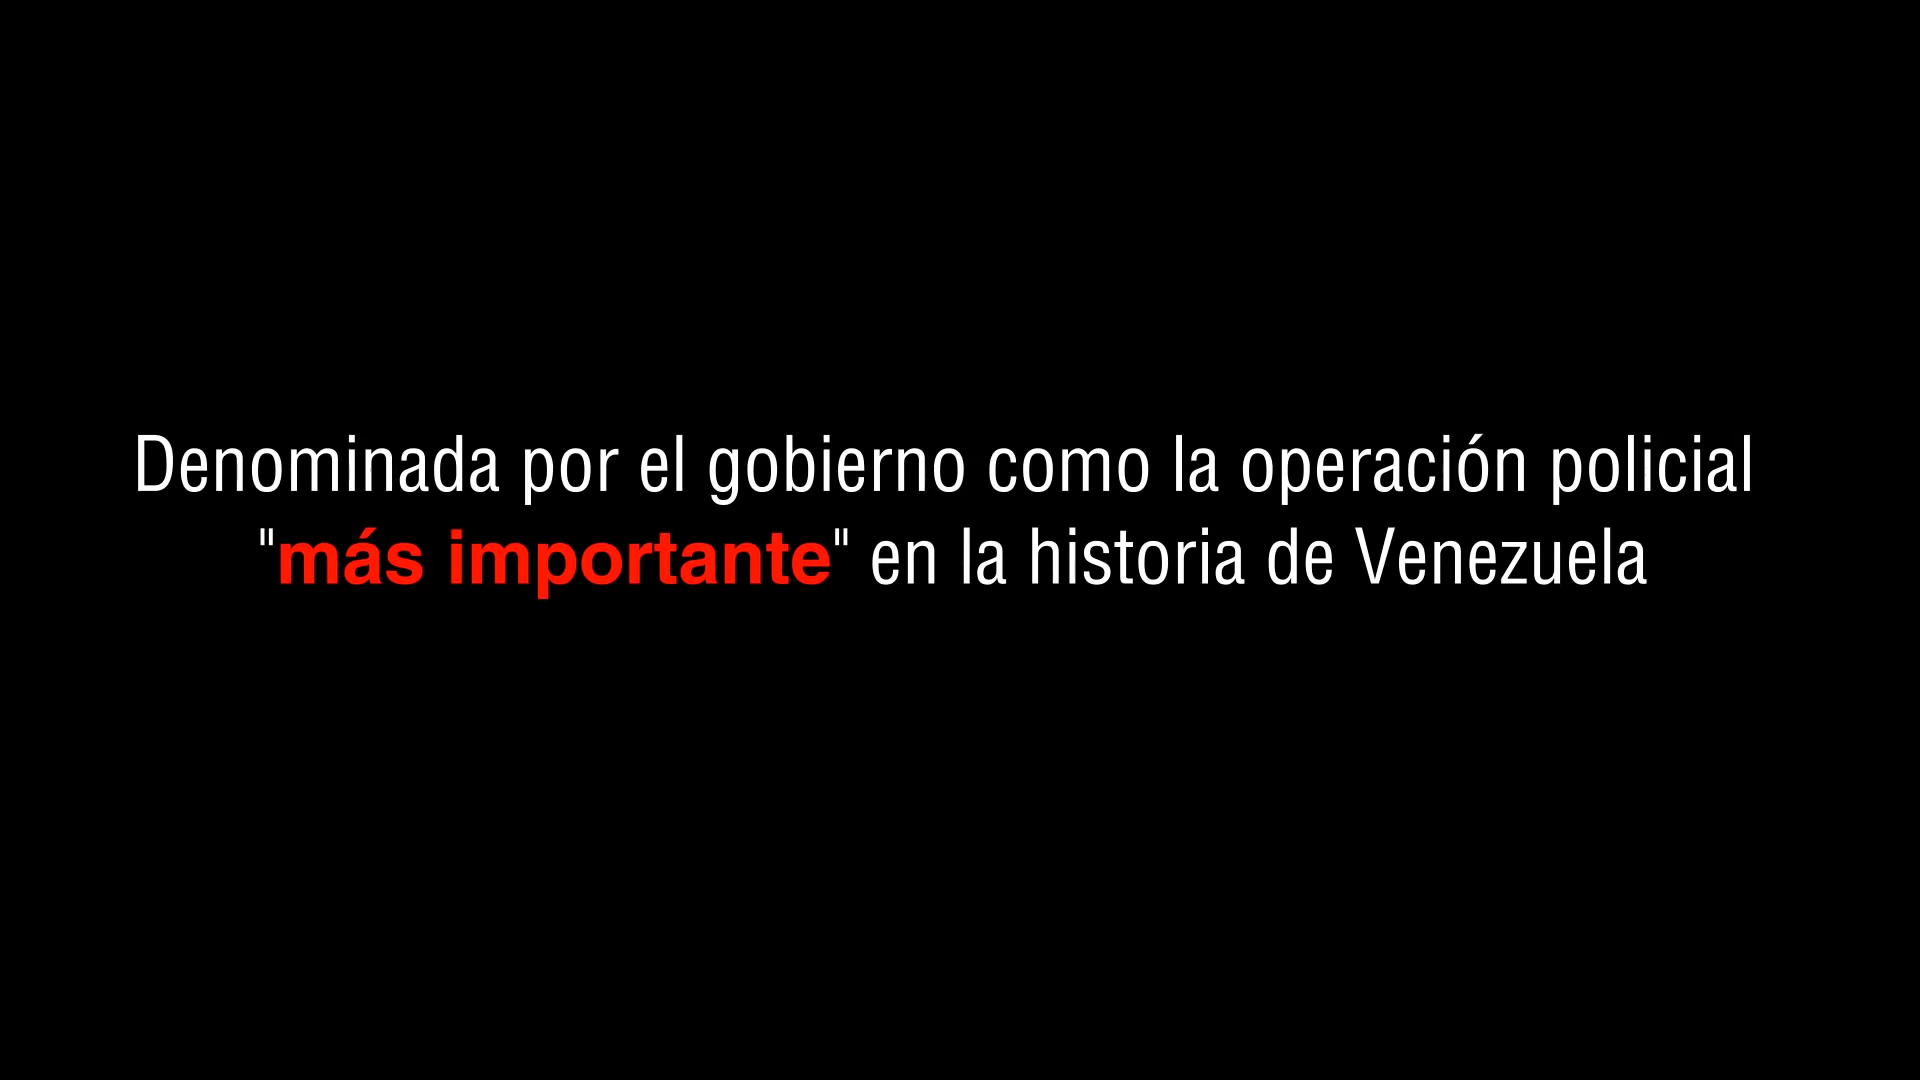 Denominada por el gobierno como la operación policial
"más importante" en la historia de Venezuela